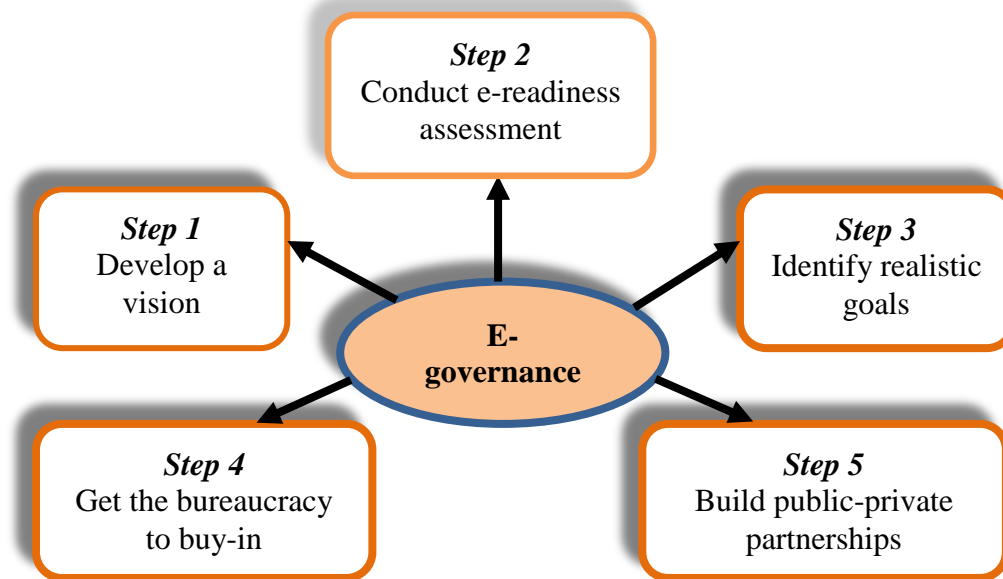 Step 1
Develop a
vision
Step 2
Conduct e-readiness
assessment
Step 3
Identify realistic
goals
E-
governance
Step 4
Get the bureaucracy
to buy-in
Step 5
Build public-private
partnerships